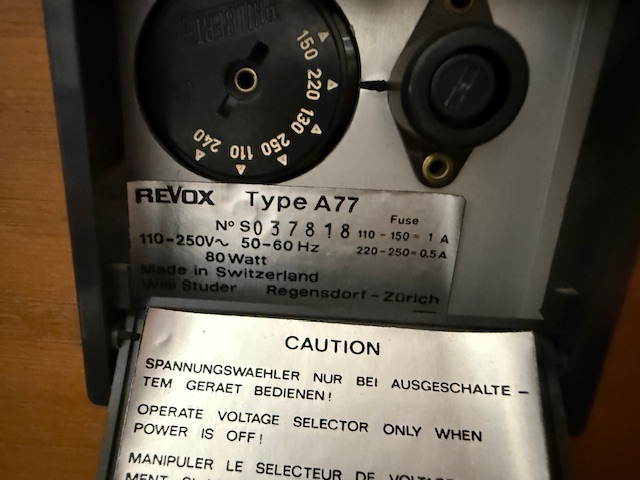 150
220
130
250
110
240
REVOX Type A77
Fuse
Nº S037818 110-150=1 A
110-250V~ 50-60 Hz 220-250=0.5A
80 Watt
Made in Switzerland
Willi Studer Regensdorf-Zürich
CAUTION
SPANNUNGSWAEHLER NUR BEI AUSGESCHALTE-
TEM GERAET BEDIENEN!
OPERATE VOLTAGE SELECTOR ONLY WHEN
POWER IS OFF!
MANIPULER LE SELECTEUR DE